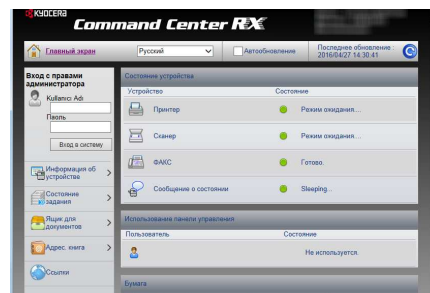 KYOCERA
Command Center RX
Главный экран
Русский
Автообновление
Последнее обновление :
2016/04/27 14:30:41
Вход с правами
администратора
Kullanıcı Adı
Пароль
Вход в систему
Информация об
устройстве
Состояние
задания
Ящик для
документов
Адрес. книга
Ссылки
Состояние устройства
Устройство Состояние
Принтер Режим ожидания....
Сканер Режим ожидания....
ФАКС Готово.
Сообщение о состоянии Sleeping...
Использование панели управления
Пользователь Состояние
Не используется.
Бумага